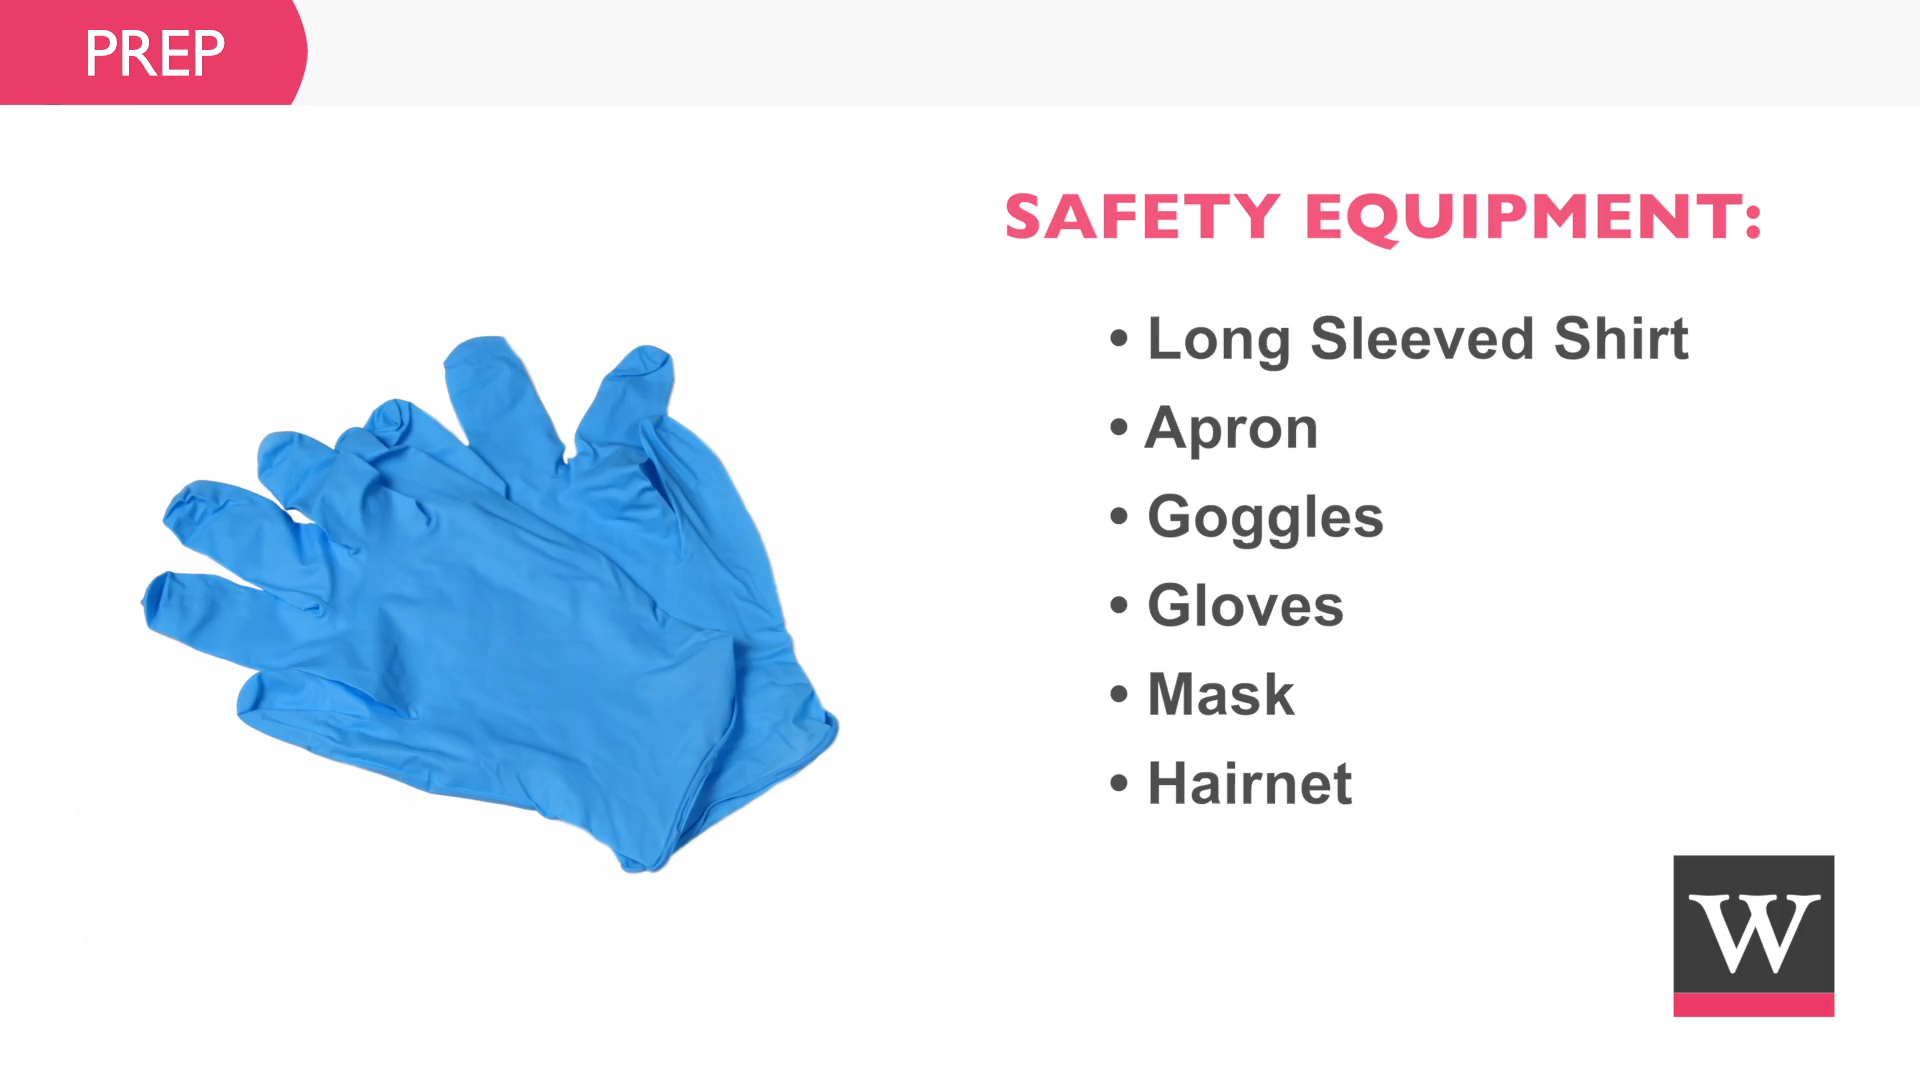 PREP
SAFETY EQUIPMENT:
• Long Sleeved Shirt
• Apron
• Goggles
• Gloves
• Mask
• Hairnet
W